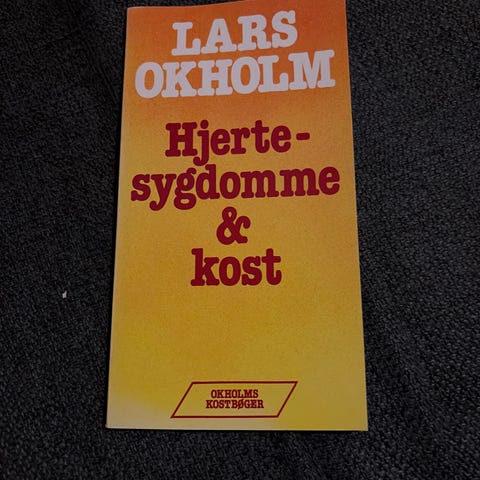 LARS
OKHOLM
Hjerte-
sygdomme
&
kost
OKHOLMS
KOSTBØGER